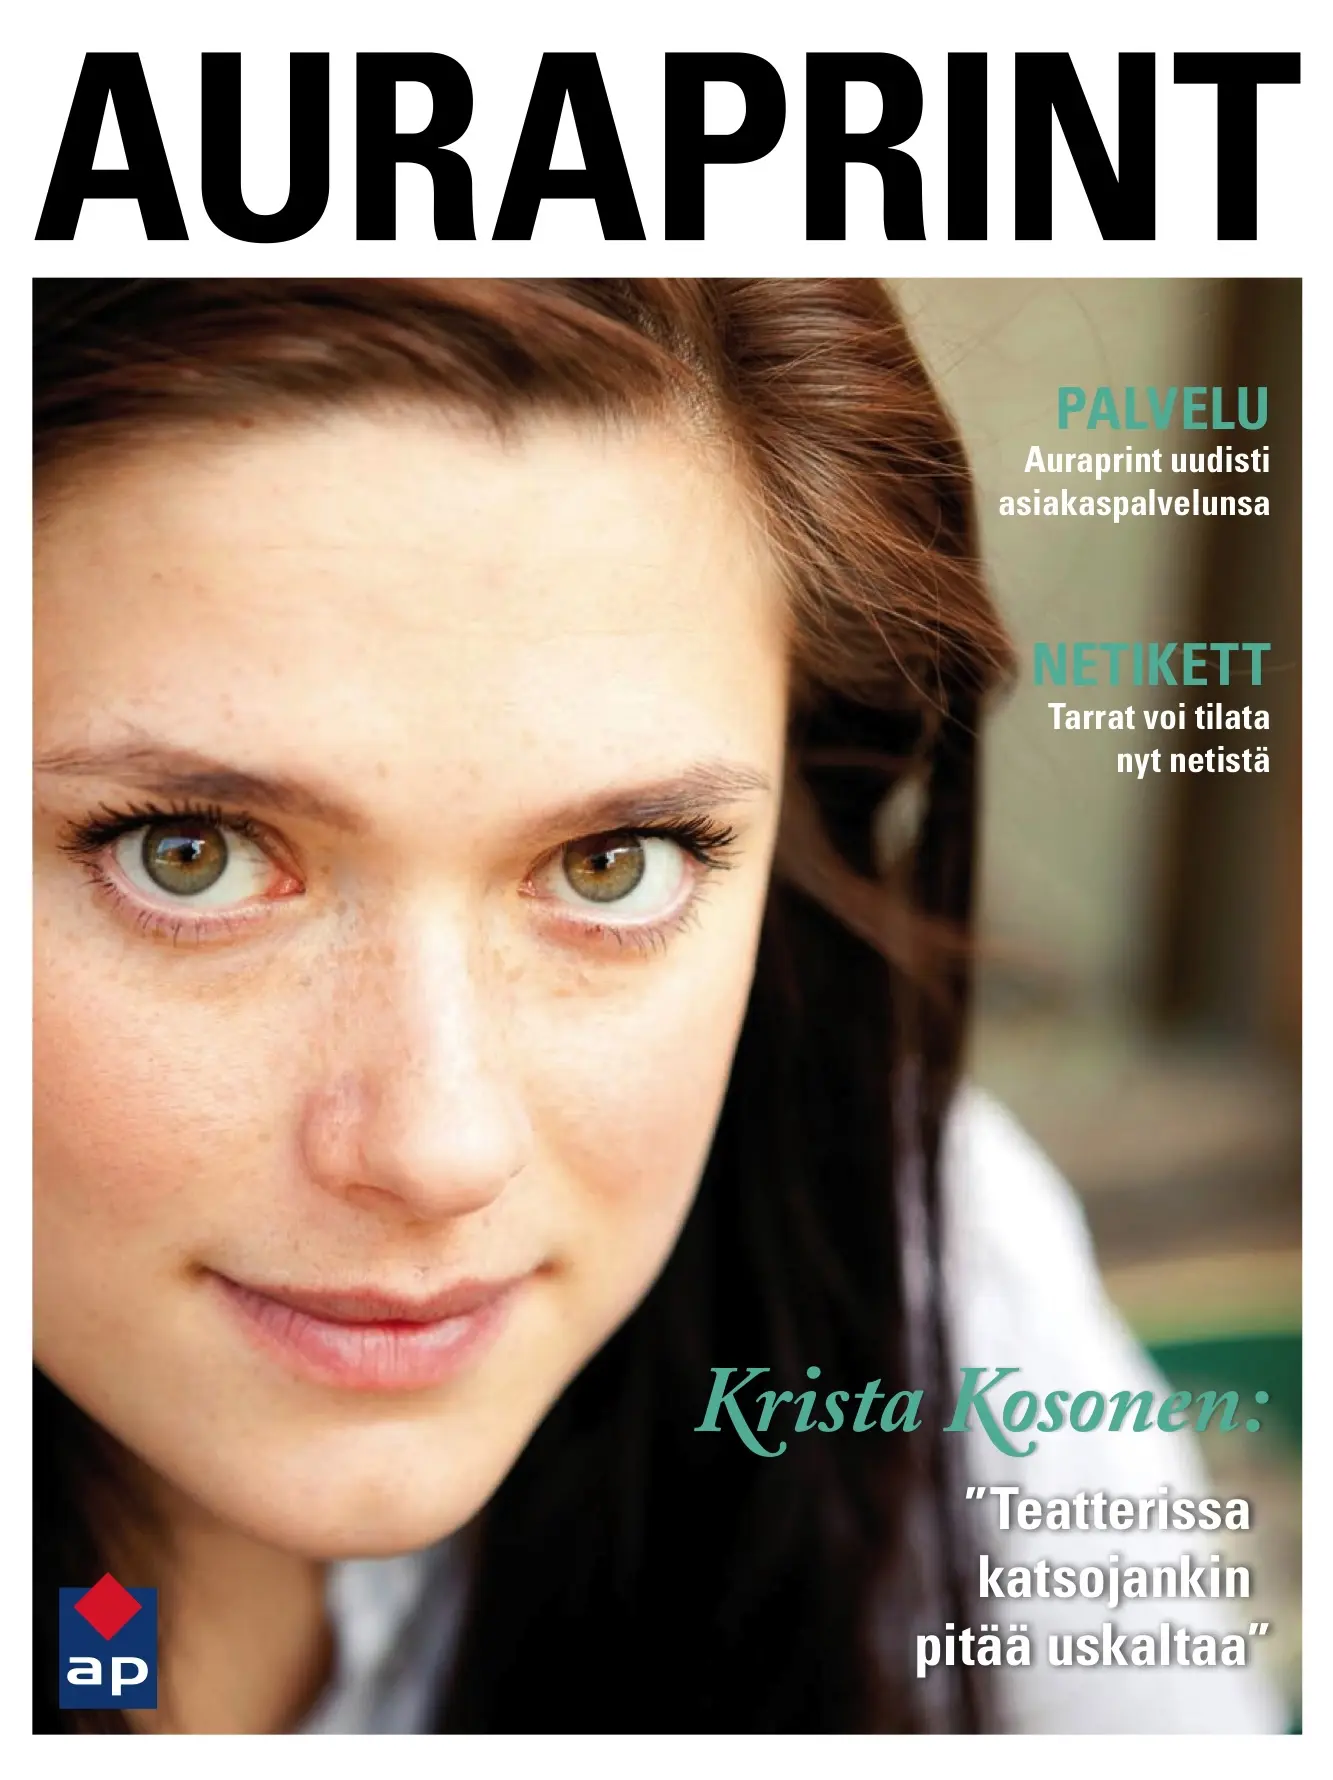 AURAPRINT
PALVELU
Auraprint uudisti
asiakaspalvelunsa
NETIKETT
Tarrat voi tilata
nyt netistä
Krista Kosonen:
”Teatterissa
katsojankin
pitää uskaltaa”
ap